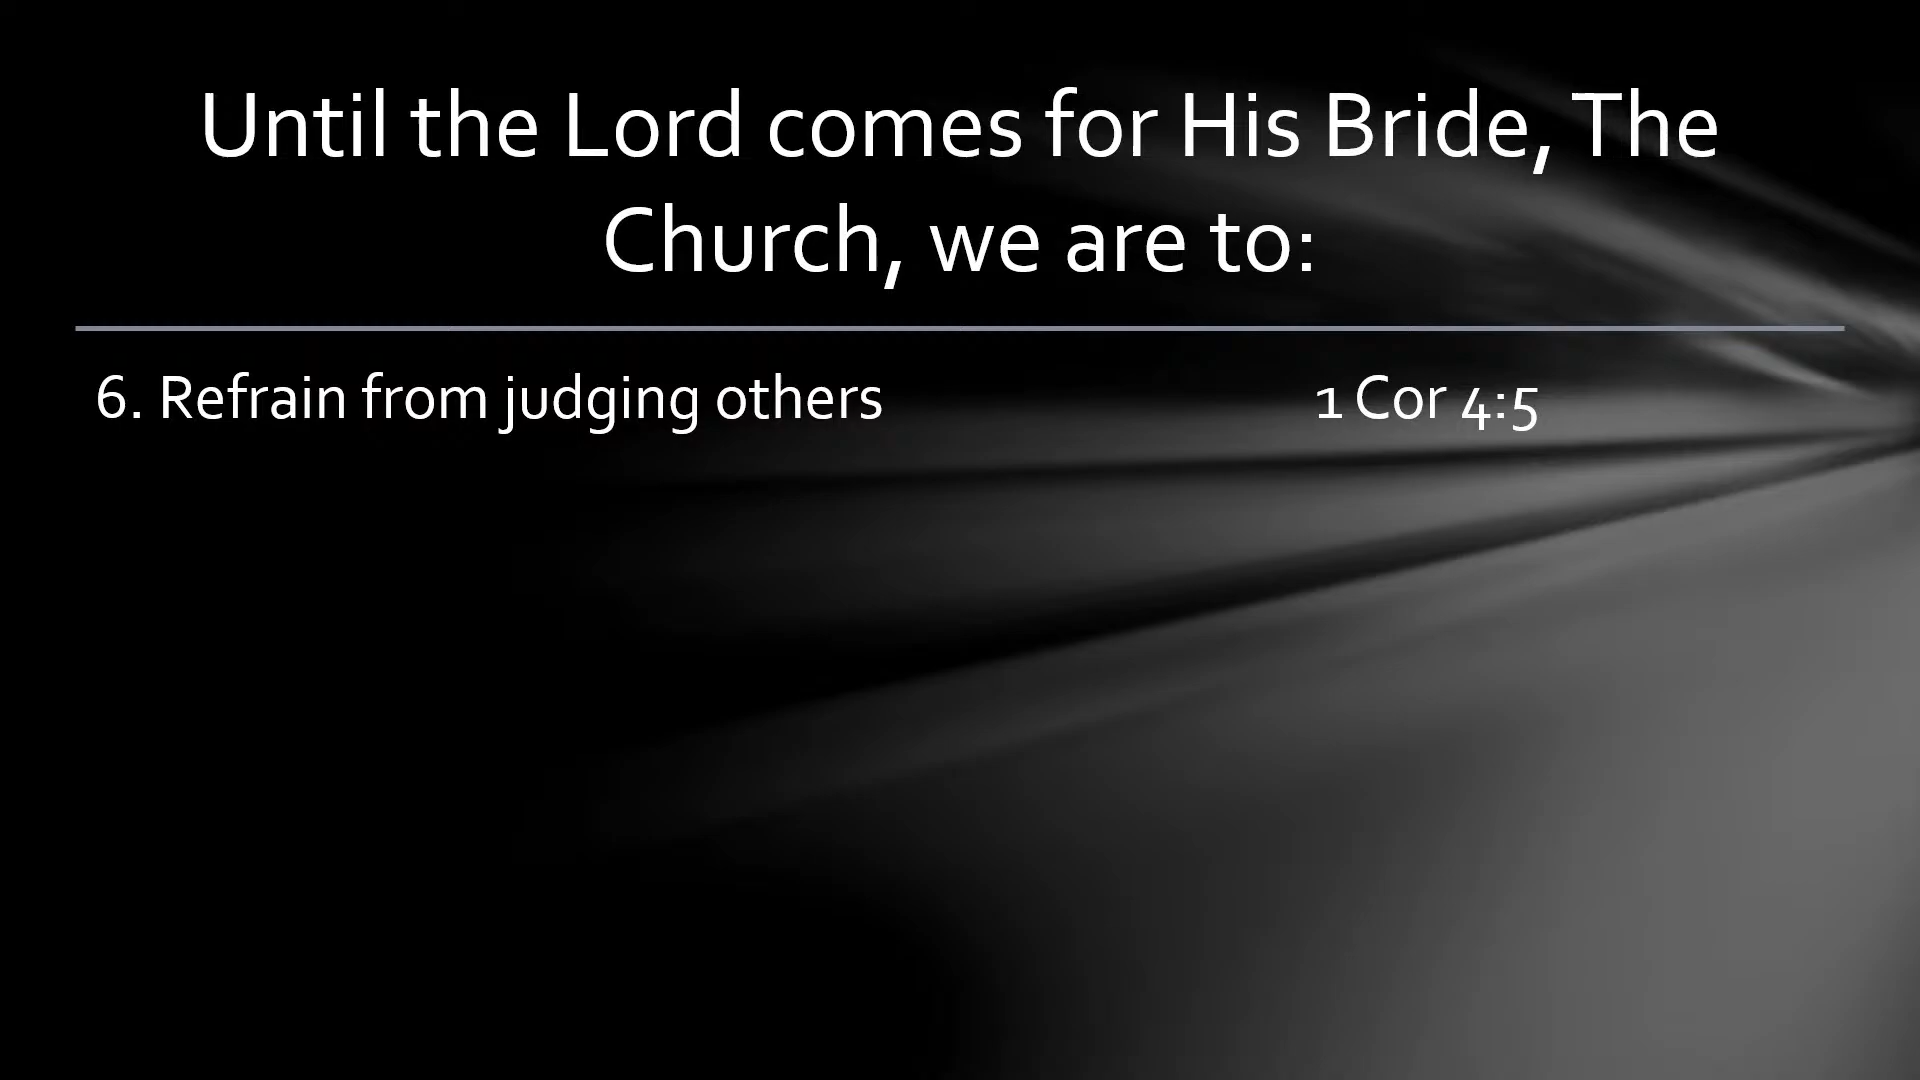 Until the Lord comes for His Bride, The
Church, we are to:
6. Refrain from judging others 1 Cor 4:5